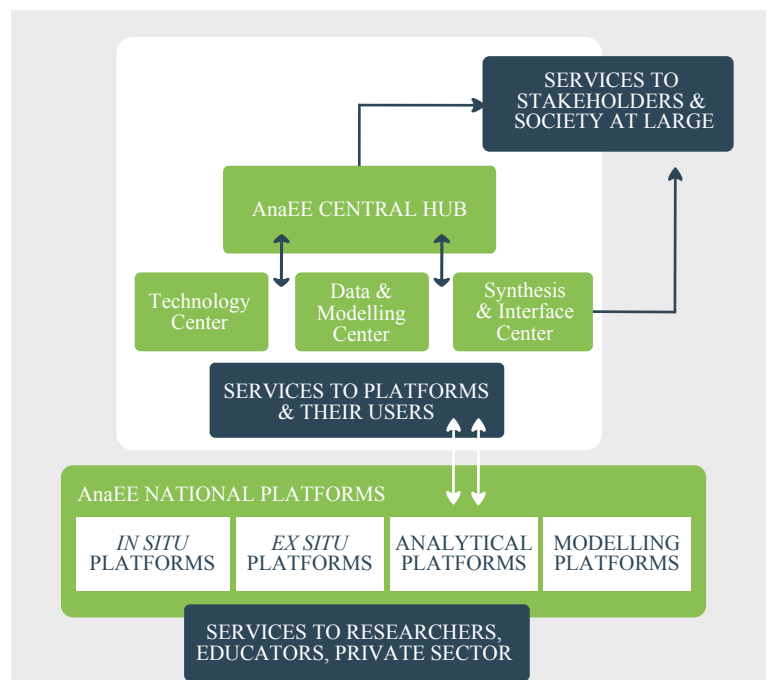 SERVICES TO
STAKEHOLDERS &
SOCIETY AT LARGE
AnaEE CENTRAL HUB
Technology
Center
Data &
Modelling
Center
Synthesis
& Interface
Center
SERVICES TO PLATFORMS
& THEIR USERS
AnaEE NATIONAL PLATFORMS
IN SITU
PLATFORMS
EX SITU
PLATFORMS
ANALYTICAL
PLATFORMS
MODELLING
PLATFORMS
SERVICES TO RESEARCHERS,
EDUCATORS, PRIVATE SECTOR